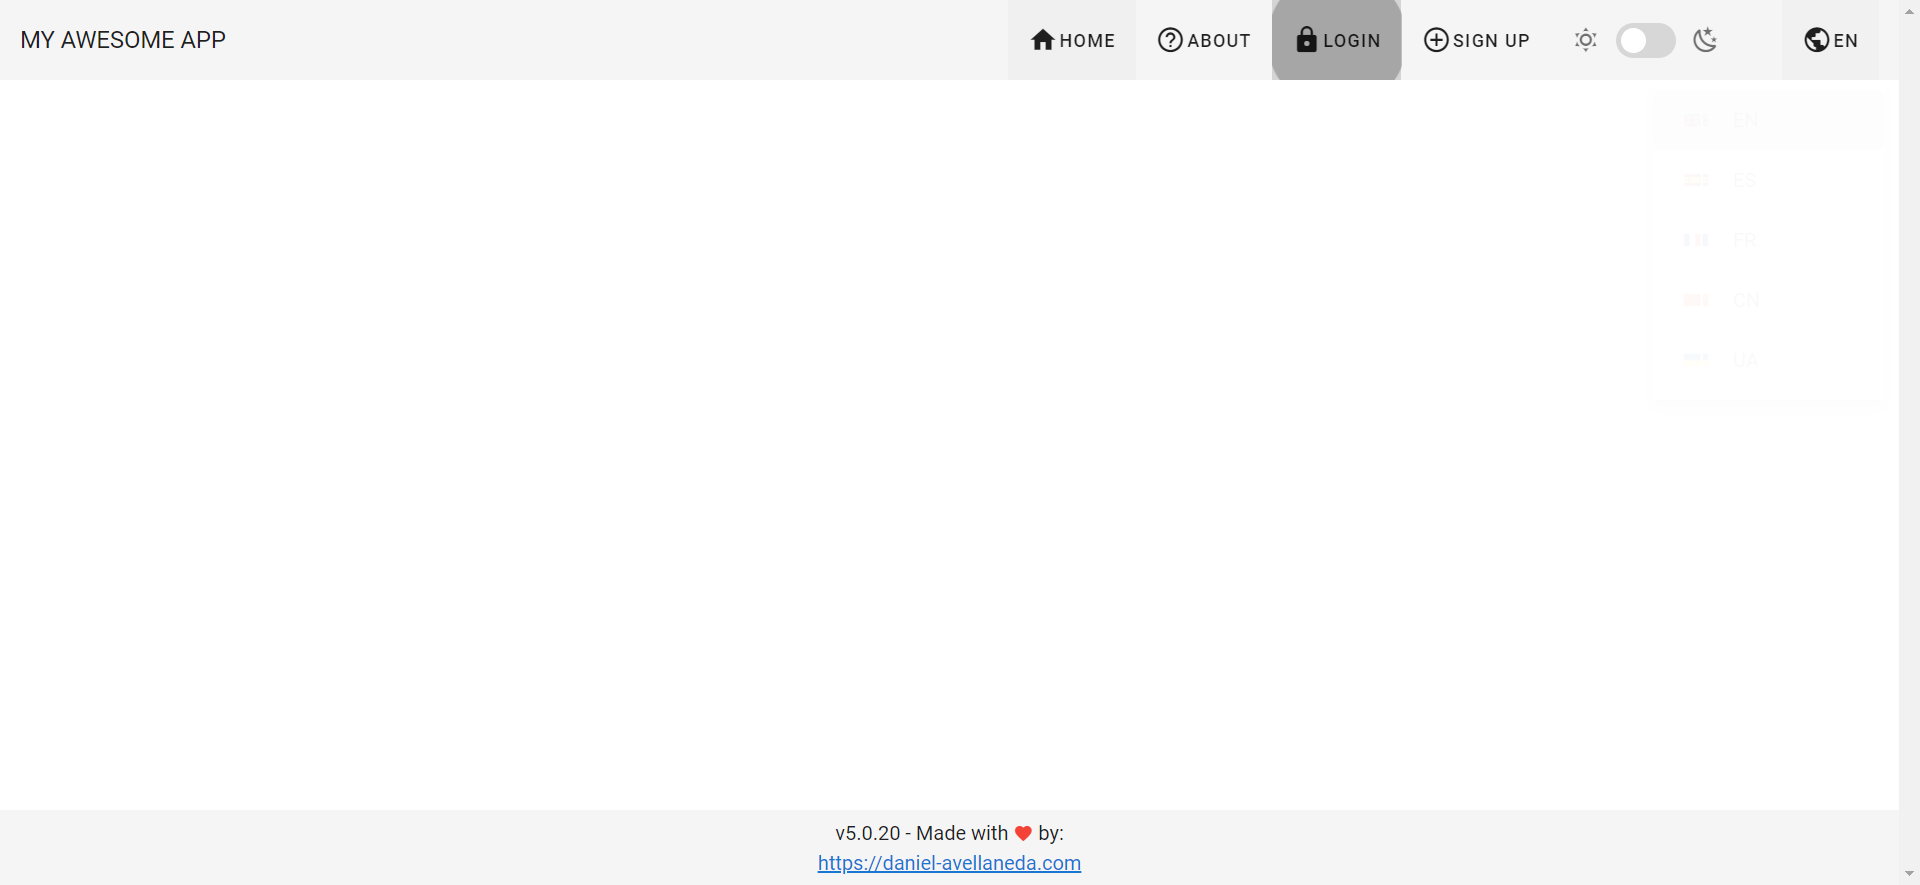 MY AWESOME APP
HOME
ABOUT
LOGIN
SIGN UP
EN
EN
ES
FR
CN
UA
v5.0.20 - Made with ❤ by:
https://daniel-avellaneda.com